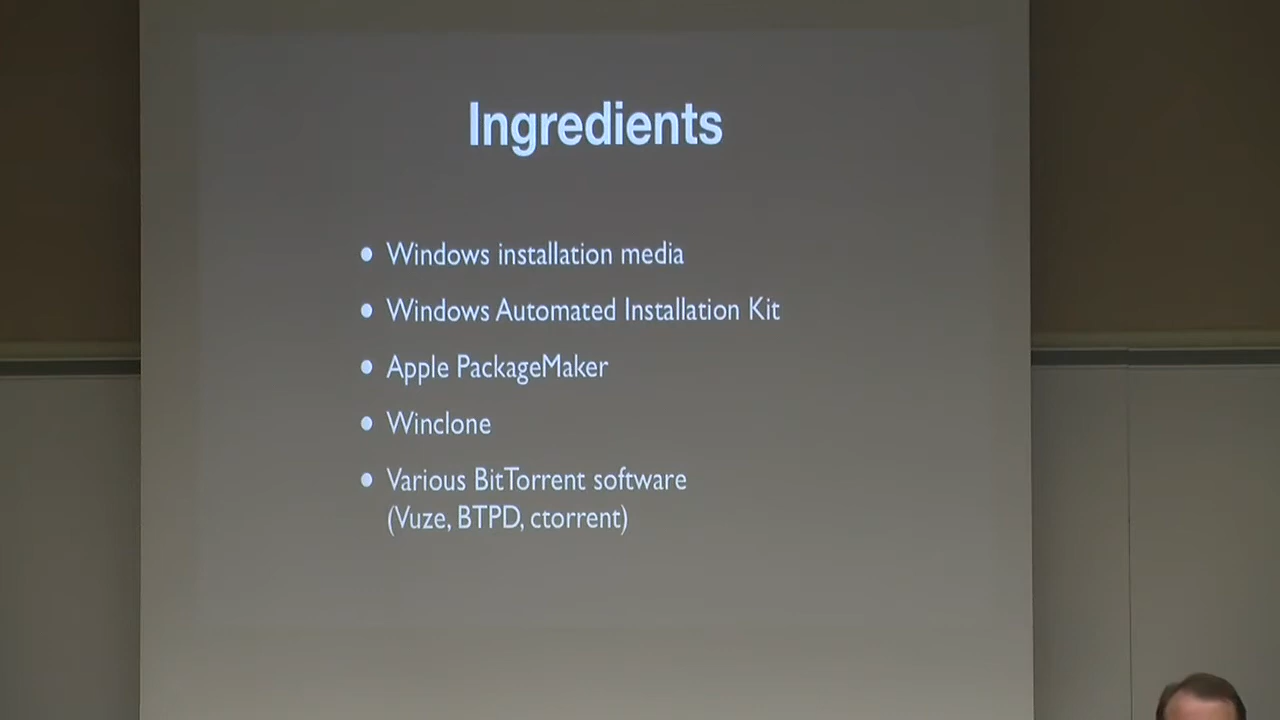 Ingredients
• Windows installation media
• Windows Automated Installation Kit
• Apple PackageMaker
• Winclone
• Various BitTorrent software
(Vuze, BTPD, ctorrent)